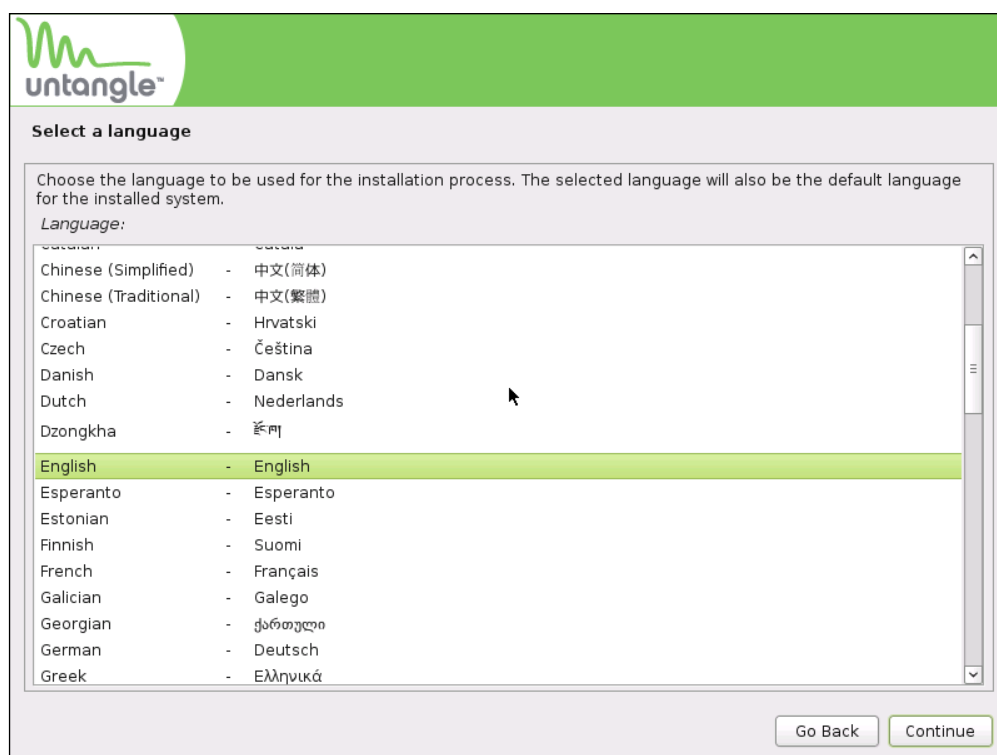 untangle™
Select a language
Choose the language to be used for the installation process. The selected language will also be the default language
for the installed system.
Language:
Catalan - Català
Chinese (Simplified) - 中文(简体)
Chinese (Traditional) - 中文(繁體)
Croatian - Hrvatski
Czech - Čeština
Danish - Dansk
Dutch - Nederlands
Dzongkha - རྫོང་ཁ།
English - English
Esperanto - Esperanto
Estonian - Eesti
Finnish - Suomi
French - Français
Galician - Galego
Georgian - ქართული
German - Deutsch
Greek - Ελληνικά
Go Back Continue